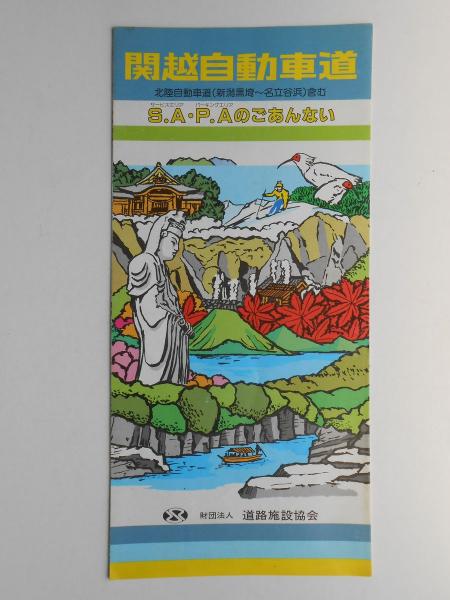 関越自動車道
北陸自動車道(新潟黒埼〜名立谷浜)含む
サービスエリア パーキングエリア
S.A・P.Aのごあんない
財団法人 道路施設協会